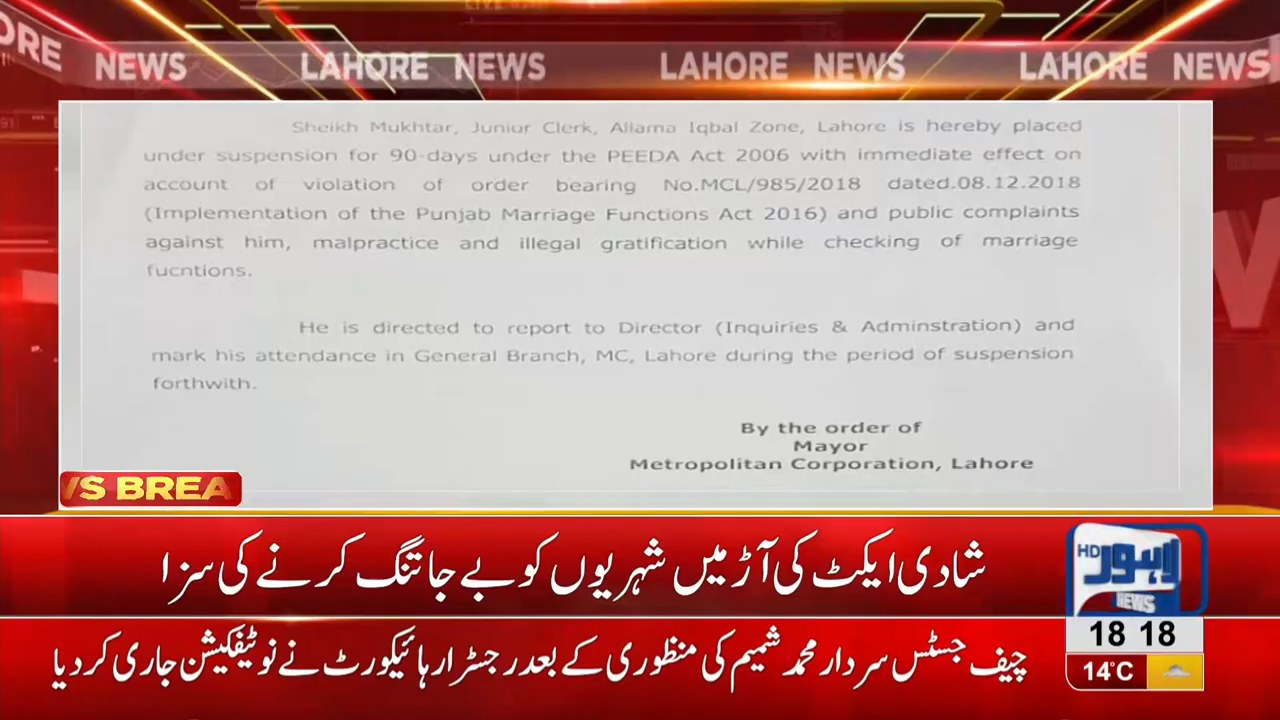 ORE NEWS LAHORE NEWS LAHORE NEWS LAHORE NEWS
Sheikh Mukhtar, Junior Clerk, Allama Iqbal Zone, Lahore is hereby placed
under suspension for 90-days under the PEEDA Act 2006 with immediate effect on
account of violation of order bearing No.MCL/985/2018 dated.08.12.2018
(Implementation of the Punjab Marriage Functions Act 2016) and public complaints
against him, malpractice and illegal gratification while checking of marriage
fucntions.
He is directed to report to Director (Inquiries & Adminstration) and
mark his attendance in General Branch, MC, Lahore during the period of suspension
forthwith.
By the order of
Mayor
Metropolitan Corporation, Lahore
WS BREA
شادی ایکٹ کی آڑ میں شہریوں کو بے جا تنگ کرنے کی سزا
HD لاہور
NEWS
18 18
14°C
چیف جسٹس سردار محمد شمیم کی منظوری کے بعد رجسٹرار ہائیکورٹ نے نوٹیفکیشن جاری کر دیا